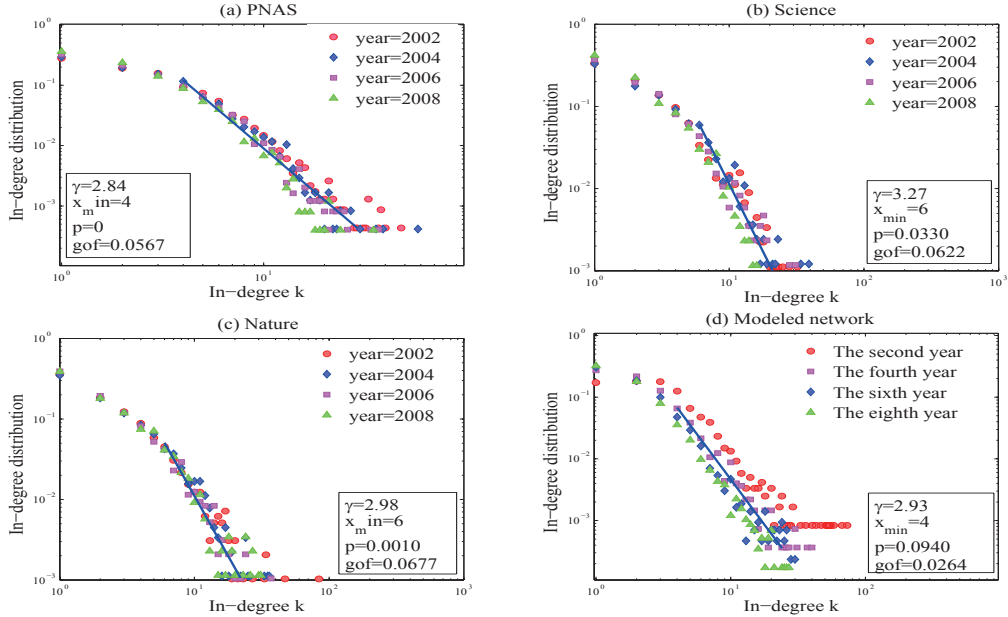 (a) PNAS
10^0
10^-1
10^-2
10^-3
In-degree distribution
year=2002
year=2004
year=2006
year=2008
γ=2.84
x_min=4
p=0
gof=0.0567
10^0
10^1
In-degree k
(b) Science
10^0
10^-1
10^-2
10^-3
In-degree distribution
year=2002
year=2004
year=2006
year=2008
γ=3.27
x_min=6
p=0.0330
gof=0.0622
10^0
10^1
10^2
10^3
In-degree k
(c) Nature
10^0
10^-1
10^-2
10^-3
In-degree distribution
year=2002
year=2004
year=2006
year=2008
γ=2.98
x_min=6
p=0.0010
gof=0.0677
10^0
10^1
10^2
10^3
In-degree k
(d) Modeled network
10^0
10^-1
10^-2
10^-3
In-degree distribution
The second year
The fourth year
The sixth year
The eighth year
γ=2.93
x_min=4
p=0.0940
gof=0.0264
10^0
10^1
10^2
In-degree k